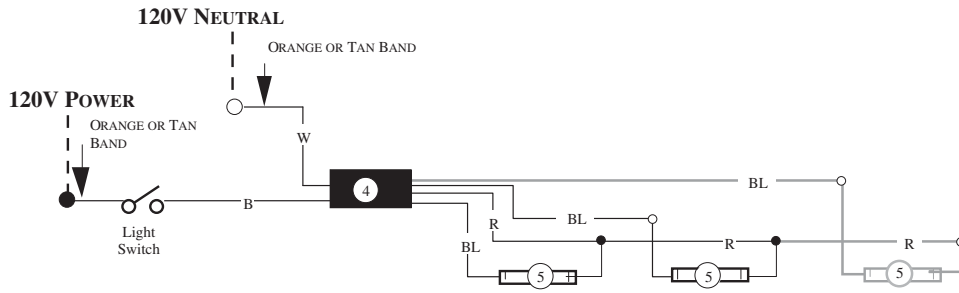 120V NEUTRAL
ORANGE OR TAN BAND
120V POWER
ORANGE OR TAN
BAND
W
4
BL
B
Light
Switch
R
BL
BL
R
R
5
5
5